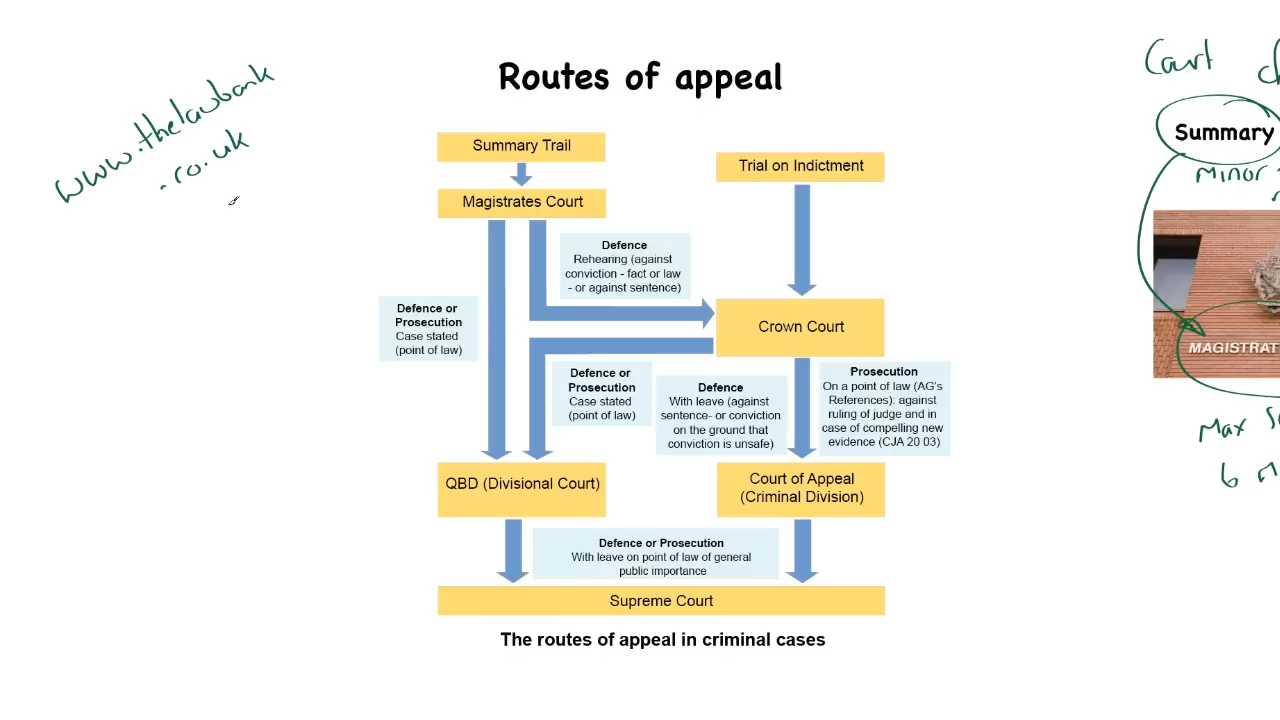 www.thelawbank
.co.uk
Routes of appeal
Summary Trail
Magistrates Court
Trial on Indictment
Defence
Rehearing (against
conviction - fact or law
- or against sentence)
Defence or
Prosecution
Case stated
(point of law)
Crown Court
Defence or
Prosecution
Case stated
(point of law)
Defence
With leave (against
sentence- or conviction
on the ground that
conviction is unsafe)
Prosecution
On a point of law (AG's
References): against
ruling of judge and in
case of compelling new
evidence (CJA 20 03)
QBD (Divisional Court)
Court of Appeal
(Criminal Division)
Defence or Prosecution
With leave on point of law of general
public importance
Supreme Court
The routes of appeal in criminal cases
Court
Summary
Minor
MAGISTRAT
Max
6